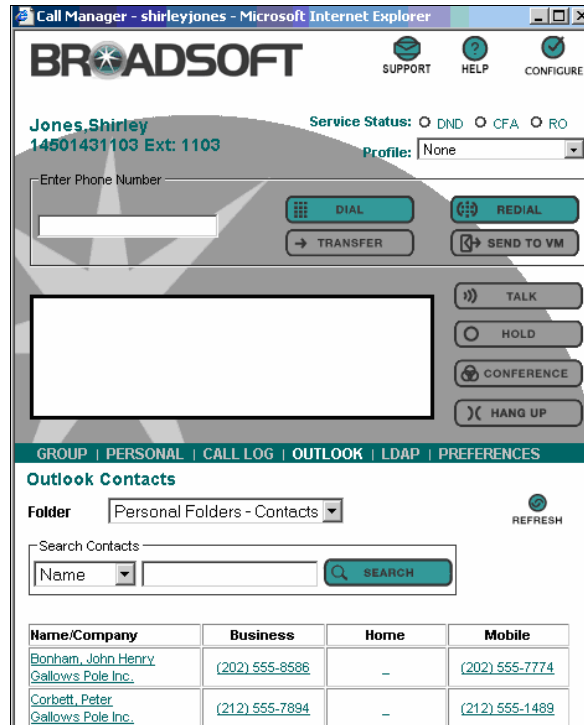 Call Manager - shirleyjones - Microsoft Internet Explorer
BROADSOFT
SUPPORT HELP CONFIGURE
Jones,Shirley
14501431103 Ext: 1103
Service Status: DND CFA RO
Profile: None
Enter Phone Number
DIAL REDIAL
TRANSFER SEND TO VM
TALK
HOLD
CONFERENCE
HANG UP
GROUP | PERSONAL | CALL LOG | OUTLOOK | LDAP | PREFERENCES
Outlook Contacts
Folder Personal Folders - Contacts
REFRESH
Search Contacts
Name SEARCH
Name/Company Business Home Mobile
Bonham, John Henry
Gallows Pole Inc. (202) 555-8586 - (202) 555-7774
Corbett, Peter
Gallows Pole Inc. (212) 555-7894 - (212) 555-1489